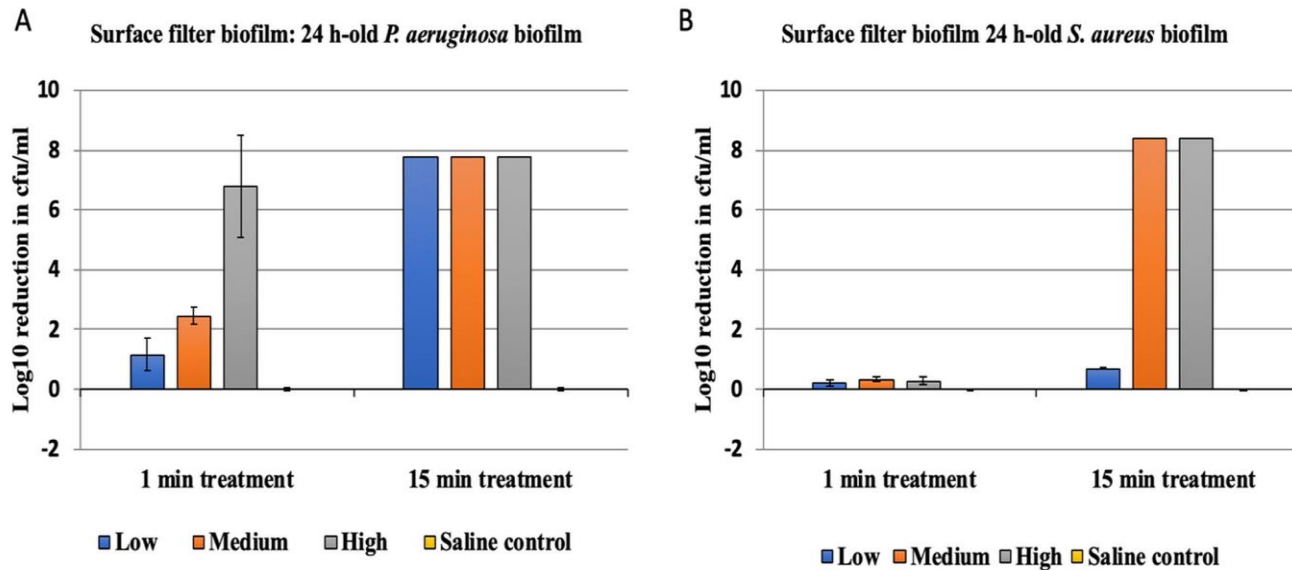 A
Surface filter biofilm: 24 h-old P. aeruginosa biofilm
Log10 reduction in cfu/ml
10
8
6
4
2
0
-2
1 min treatment 15 min treatment
Low Medium High Saline control
B
Surface filter biofilm 24 h-old S. aureus biofilm
Log10 reduction in cfu/ml
10
8
6
4
2
0
-2
1 min treatment 15 min treatment
Low Medium High Saline control